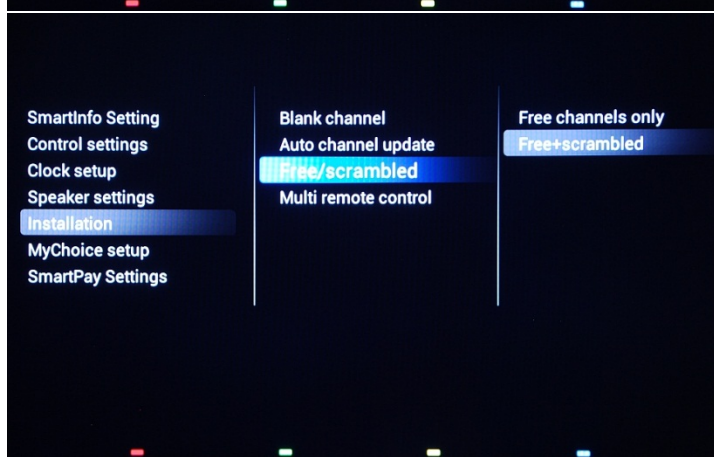 SmartInfo Setting
Control settings
Clock setup
Speaker settings
Installation
MyChoice setup
SmartPay Settings
Blank channel
Auto channel update
Free/scrambled
Multi remote control
Free channels only
Free+scrambled